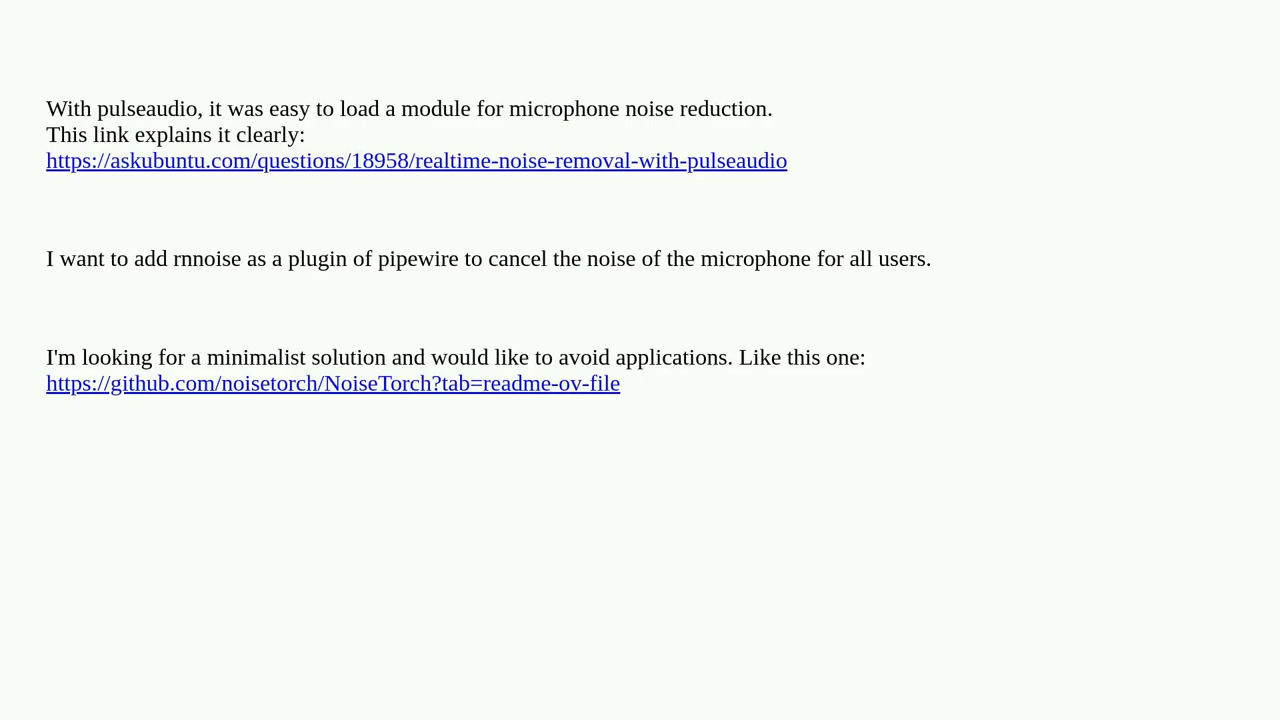 With pulseaudio, it was easy to load a module for microphone noise reduction.
This link explains it clearly:
https://askubuntu.com/questions/18958/realtime-noise-removal-with-pulseaudio
I want to add rnnoise as a plugin of pipewire to cancel the noise of the microphone for all users.
I'm looking for a minimalist solution and would like to avoid applications. Like this one:
https://github.com/noisetorch/NoiseTorch?tab=readme-ov-file